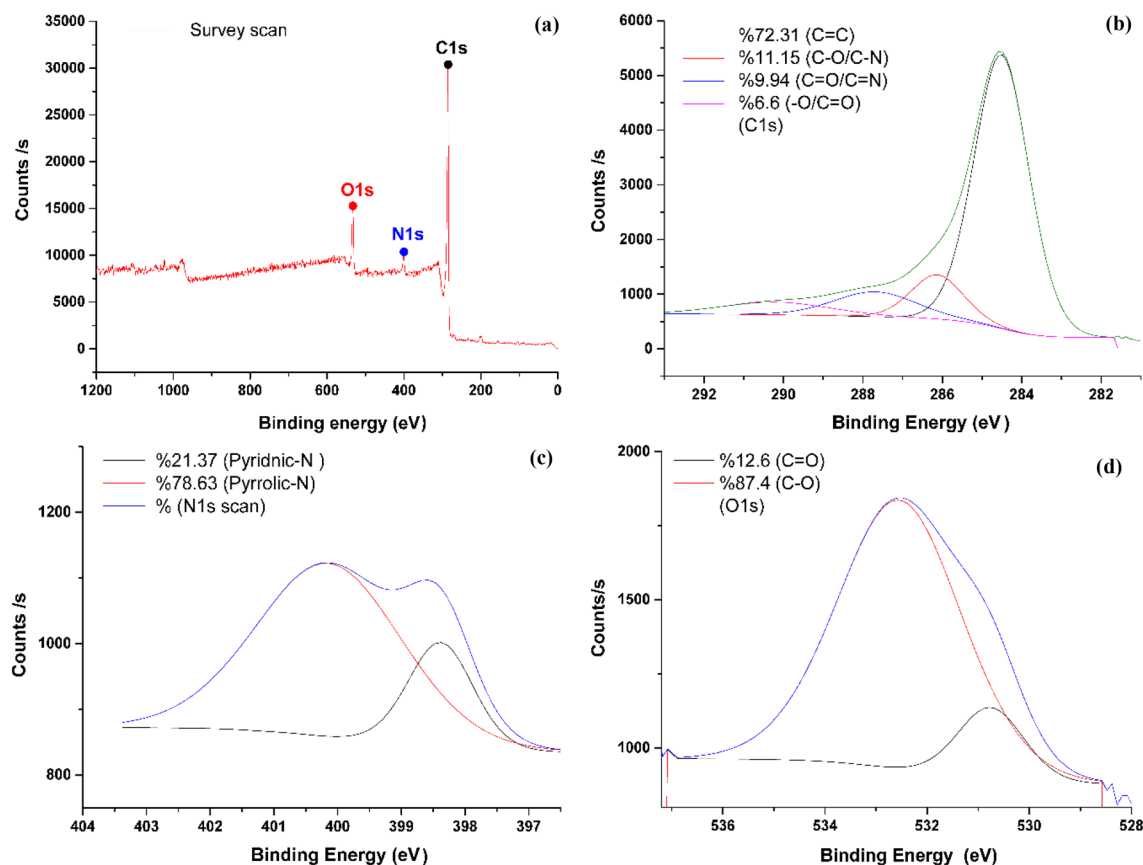 (a)
Survey scan
C1s
O1s
N1s
35000
30000
25000
20000
15000
10000
5000
0
Counts /s
1200
1000
800
600
400
200
0
Binding energy (eV)
(b)
%72.31 (C=C)
%11.15 (C-O/C-N)
%9.94 (C=O/C=N)
%6.6 (-O/C=O)
(C1s)
6000
5000
4000
3000
2000
1000
0
Counts /s
292
290
288
286
284
282
Binding Energy (eV)
(c)
%21.37 (Pyridnic-N )
%78.63 (Pyrrolic-N)
% (N1s scan)
1200
1000
800
Counts /s
404
403
402
401
400
399
398
397
Binding Energy (eV)
(d)
%12.6 (C=O)
%87.4 (C-O)
(O1s)
2000
1500
1000
Counts/s
536
534
532
530
528
Binding Energy (eV)